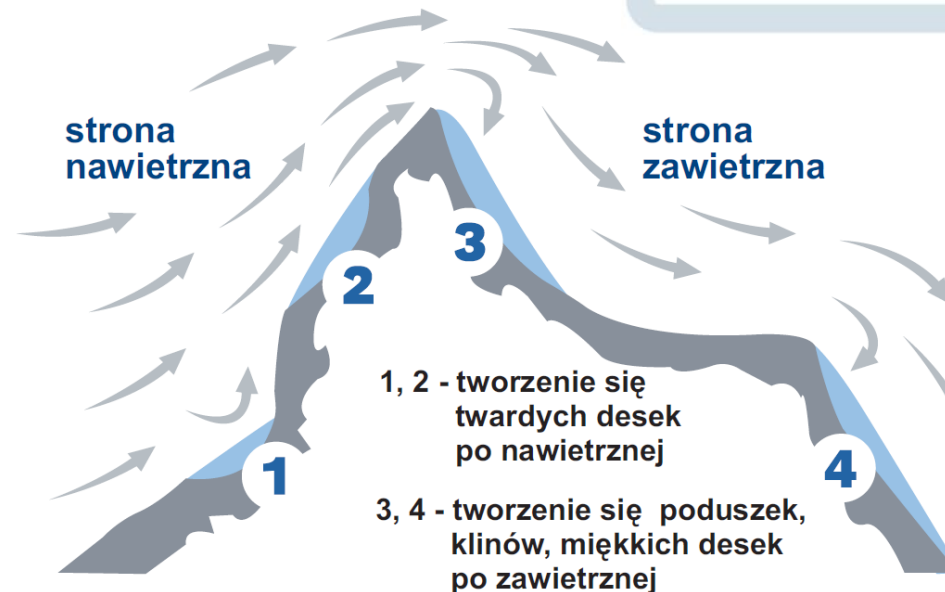 strona
nawietrzna
strona
zawietrzna
3
2
1, 2 - tworzenie się
twardych desek
po nawietrznej
1
4
3, 4 - tworzenie się poduszek,
klinów, miękkich desek
po zawietrznej